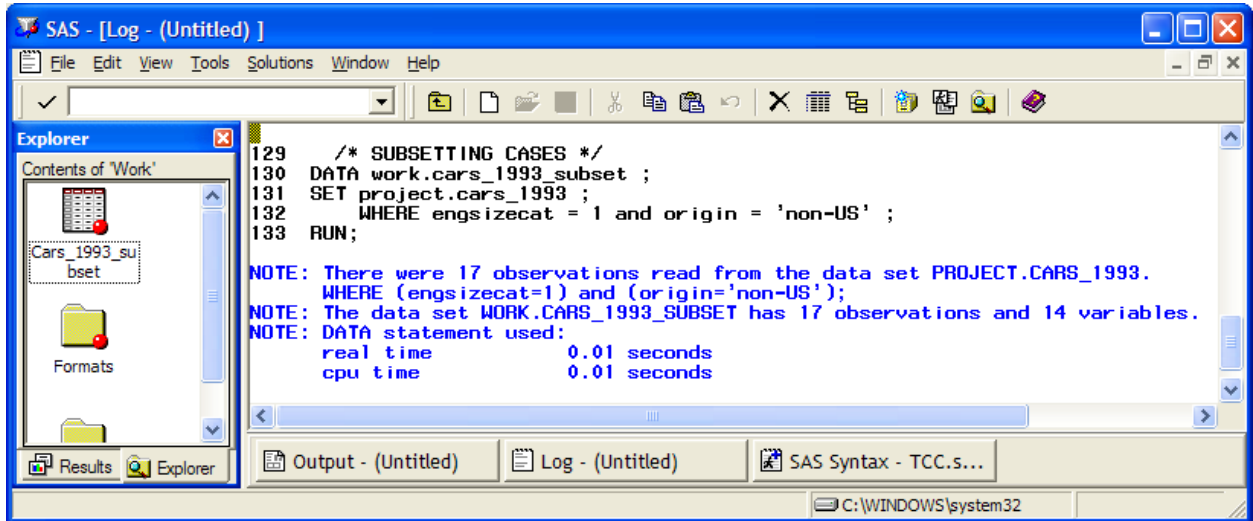 SAS - [Log - (Untitled) ]
File Edit View Tools Solutions Window Help
Explorer
Contents of 'Work'
Cars_1993_su
bset
Formats
Results Explorer
129 /* SUBSETTING CASES */
130 DATA work.cars_1993_subset ;
131 SET project.cars_1993 ;
132 WHERE engsizecat = 1 and origin = 'non-US' ;
133 RUN;
NOTE: There were 17 observations read from the data set PROJECT.CARS_1993.
WHERE (engsizecat=1) and (origin='non-US');
NOTE: The data set WORK.CARS_1993_SUBSET has 17 observations and 14 variables.
NOTE: DATA statement used:
real time 0.01 seconds
cpu time 0.01 seconds
Output - (Untitled) Log - (Untitled) SAS Syntax - TCC.s...
C:\WINDOWS\system32